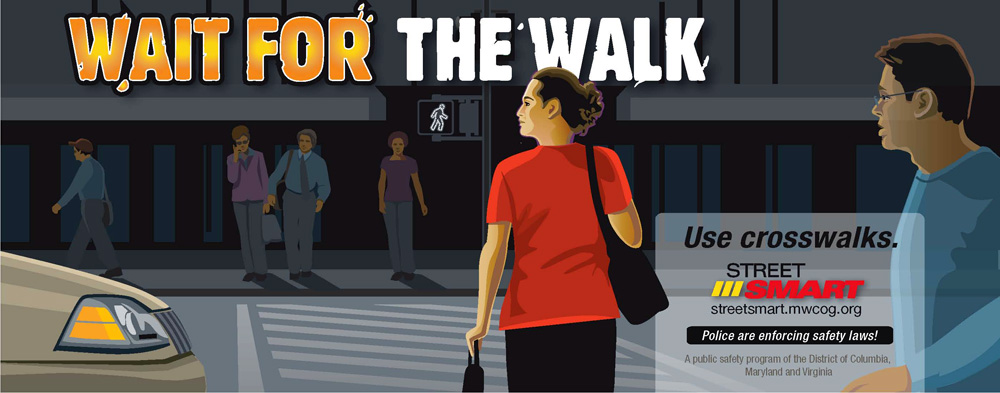 WAIT FOR THE WALK
Use crosswalks.
STREET
SMART
streetsmart.mwcog.org
Police are enforcing safety laws!
A public safety program of the District of Columbia,
Maryland and Virginia